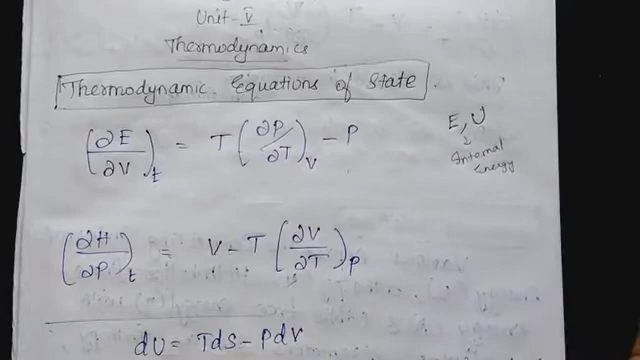 Unit-V
Thermodynamics
Thermodynamic Equations of State.
(∂E/∂V)t = T(∂P/∂T)V - P
E, U
Internal
Energy
(∂H/∂P)t = V - T(∂V/∂T)P
dU = TdS - PdV